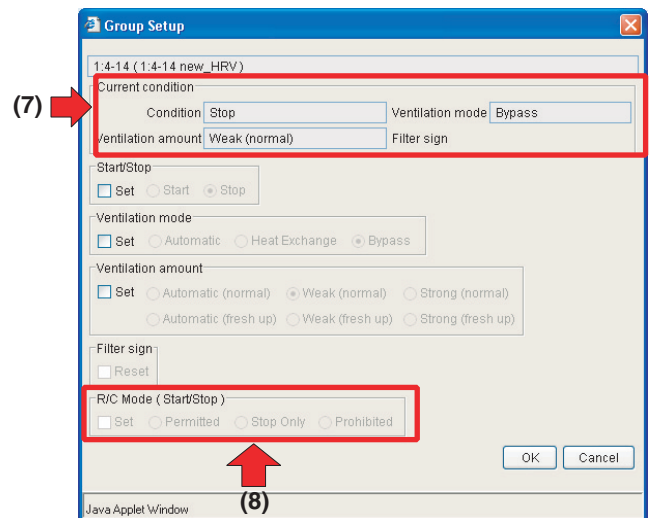 Group Setup
1:4-14 ( 1:4-14 new_HRV )
Current condition
(7)
Condition Stop Ventilation mode Bypass
Ventilation amount Weak (normal) Filter sign
Start/Stop
Set Start Stop
Ventilation mode
Set Automatic Heat Exchange Bypass
Ventilation amount
Set Automatic (normal) Weak (normal) Strong (normal)
Automatic (fresh up) Weak (fresh up) Strong (fresh up)
Filter sign
Reset
R/C Mode ( Start/Stop )
Set Permitted Stop Only Prohibited
OK Cancel
(8)
Java Applet Window